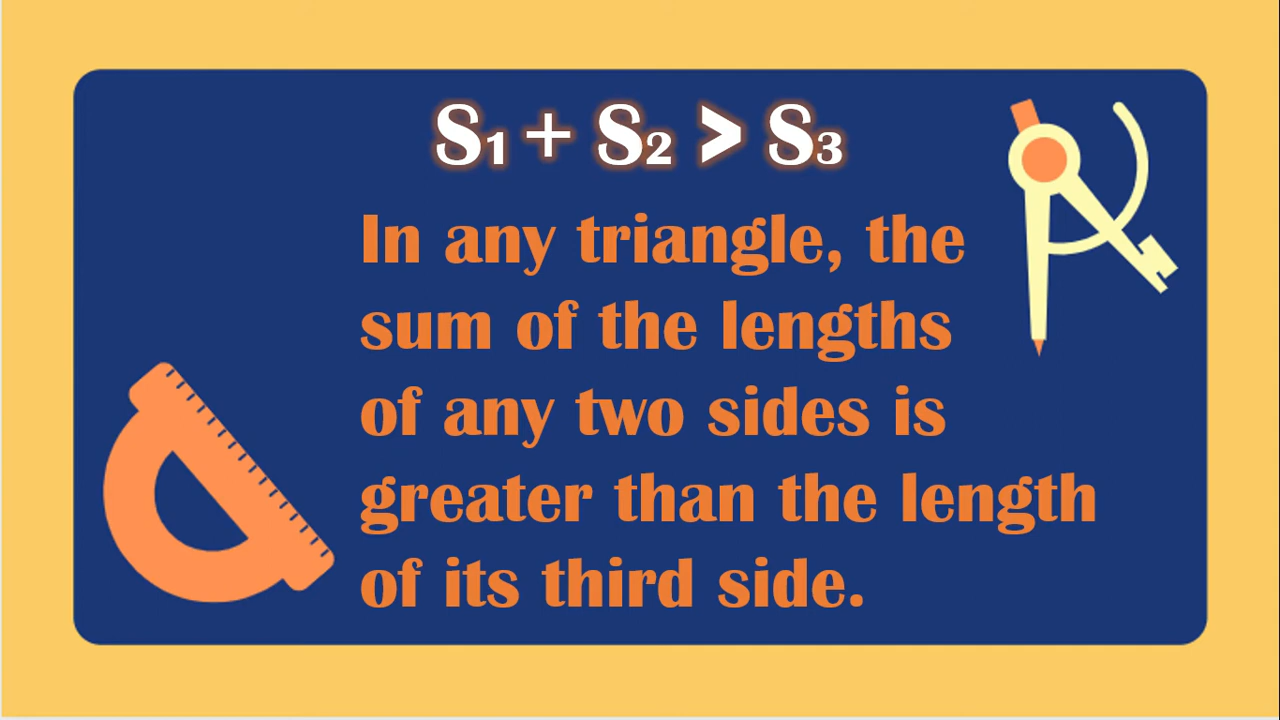 S₁ + S₂ > S₃
In any triangle, the
sum of the lengths
of any two sides is
greater than the length
of its third side.